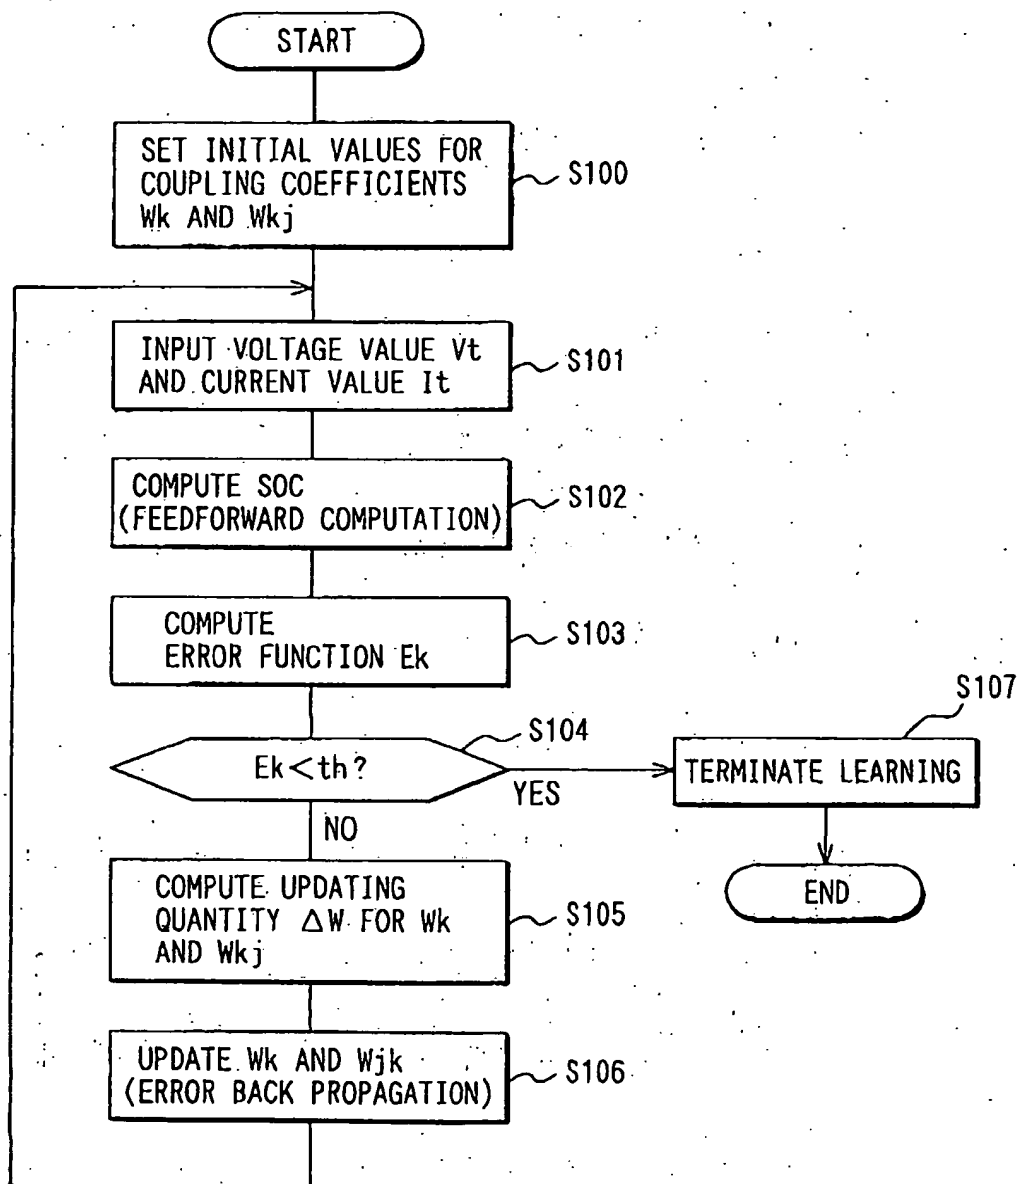 START
SET INITIAL VALUES FOR
COUPLING COEFFICIENTS
Wk AND Wkj
S100
INPUT VOLTAGE VALUE Vt
AND CURRENT VALUE It
S101
COMPUTE SOC
(FEEDFORWARD COMPUTATION)
S102
COMPUTE
ERROR FUNCTION Ek
S103
S107
S104
Ek<th?
YES
TERMINATE LEARNING
NO
END
COMPUTE UPDATING
QUANTITY ΔW FOR Wk
AND Wkj
S105
UPDATE Wk AND Wjk
(ERROR BACK PROPAGATION)
S106